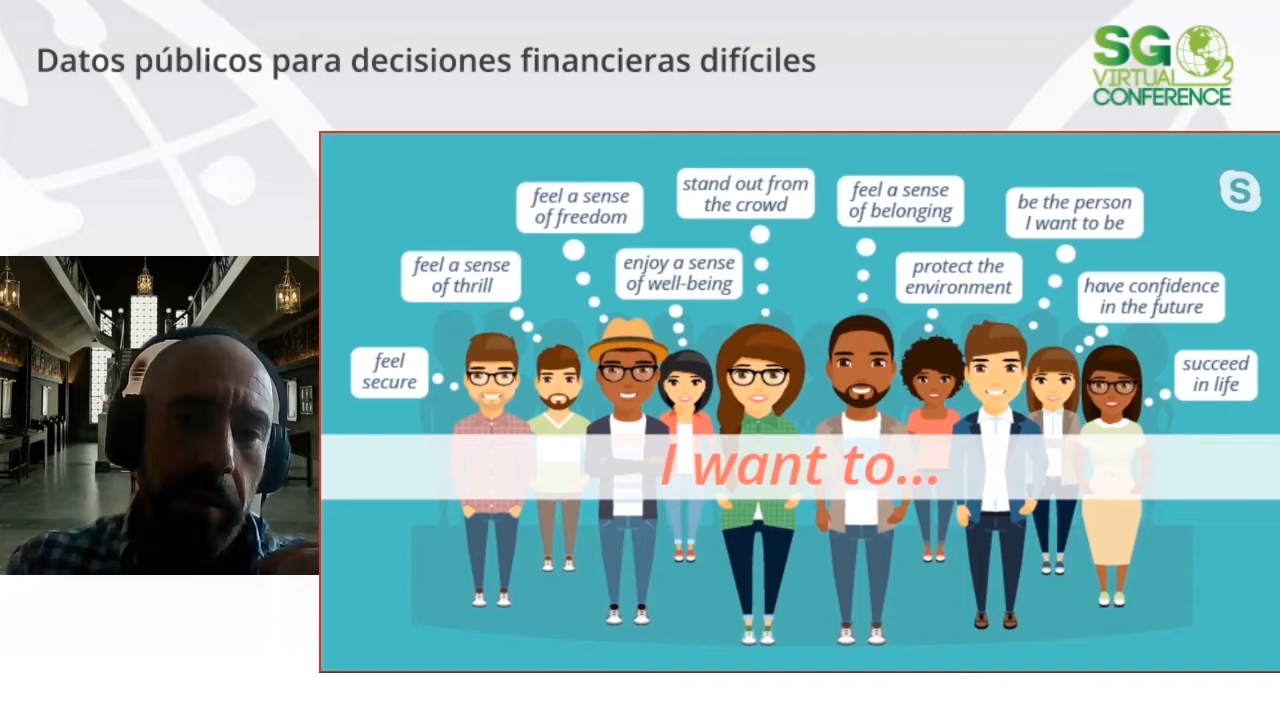 Datos públicos para decisiones financieras difíciles
SG
VIRTUAL
CONFERENCE
S
feel a sense
of freedom
stand out from
the crowd
feel a sense
of belonging
be the person
I want to be
feel a sense
of thrill
enjoy a sense
of well-being
protect the
environment
have confidence
in the future
feel
secure
succeed
in life
I want to...